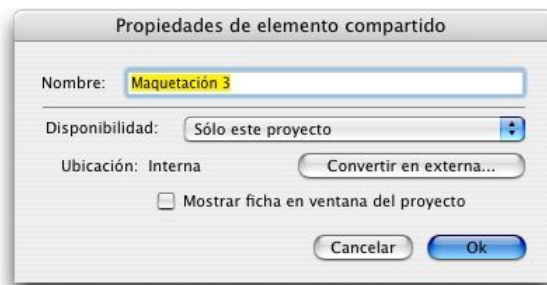 Propiedades de elemento compartido
Nombre: Maquetación 3
Disponibilidad: Sólo este proyecto
Ubicación: Interna Convertir en externa...
Mostrar ficha en ventana del proyecto
Cancelar Ok